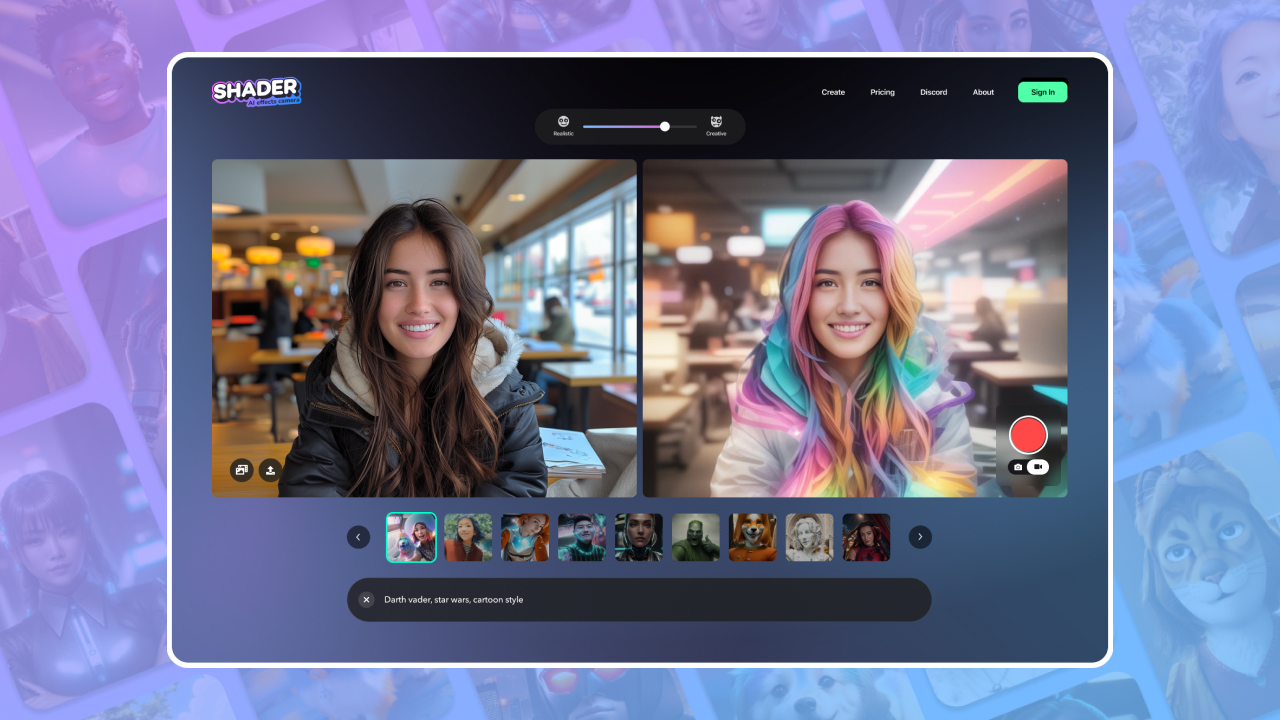 SHADER
AI effects camera
Create
Pricing
Discord
About
Sign In
Realistic
Creative
Darth vader, star wars, cartoon style